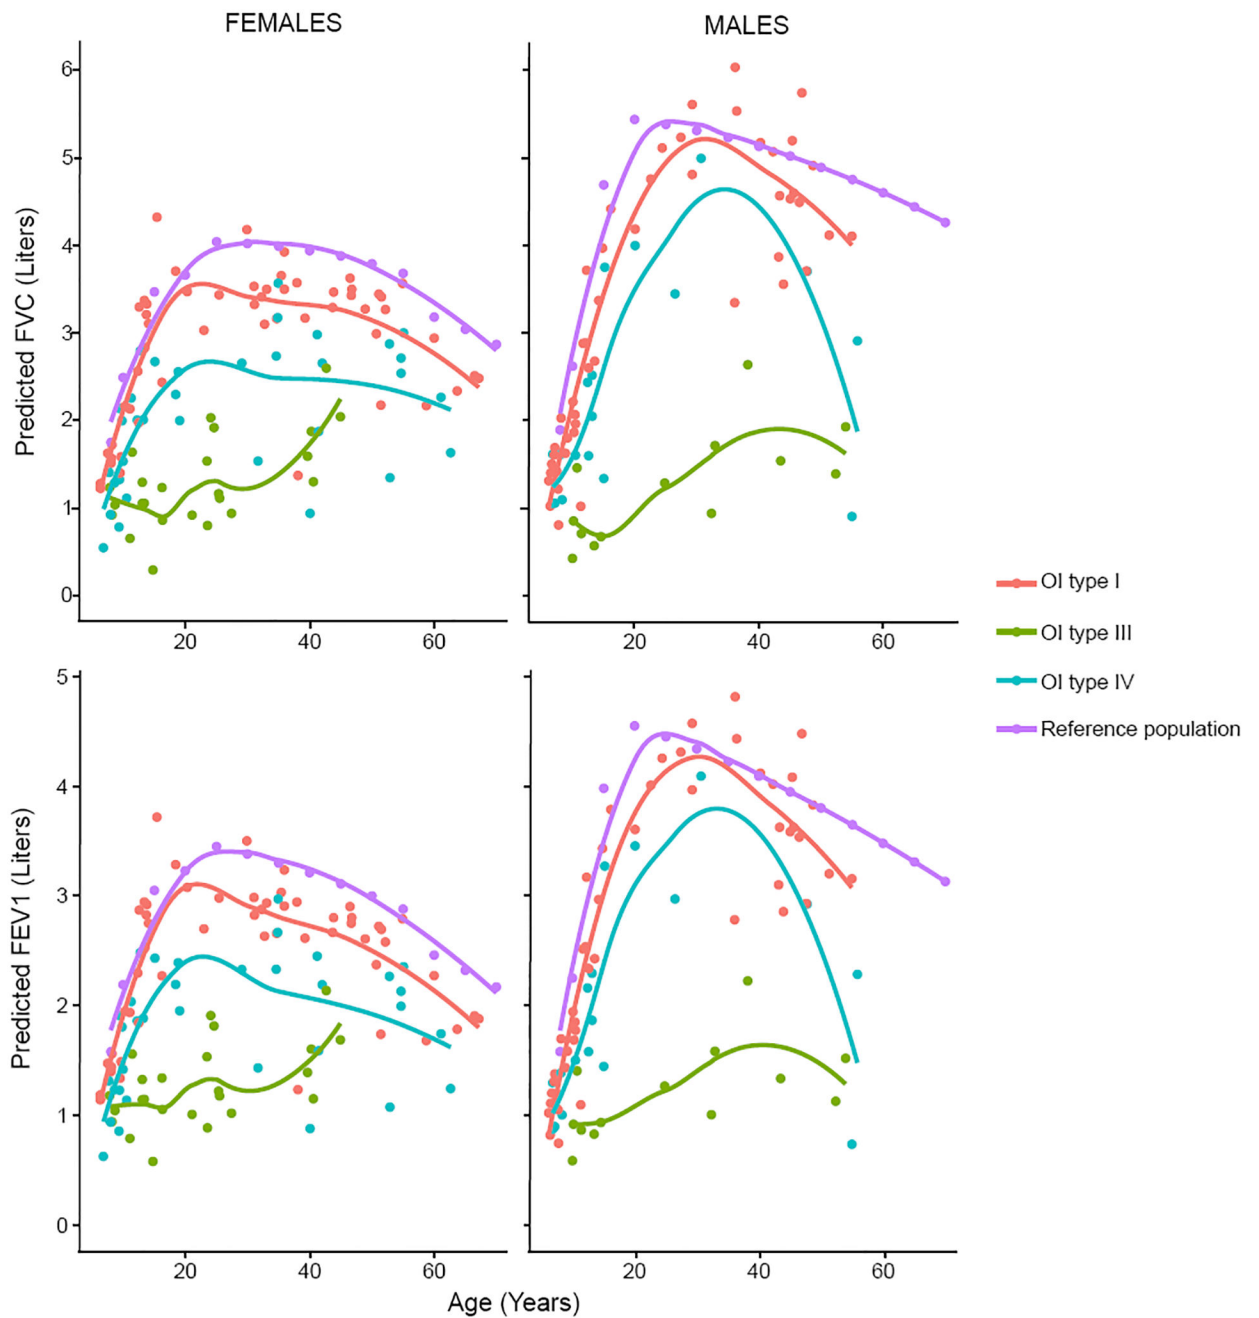 FEMALES
MALES
Predicted FVC (Liters)
6
5
4
3
2
1
0
20 40 60
20 40 60
OI type I
OI type III
OI type IV
Reference population
Predicted FEV1 (Liters)
5
4
3
2
1
0
20 40 60
20 40 60
Age (Years)